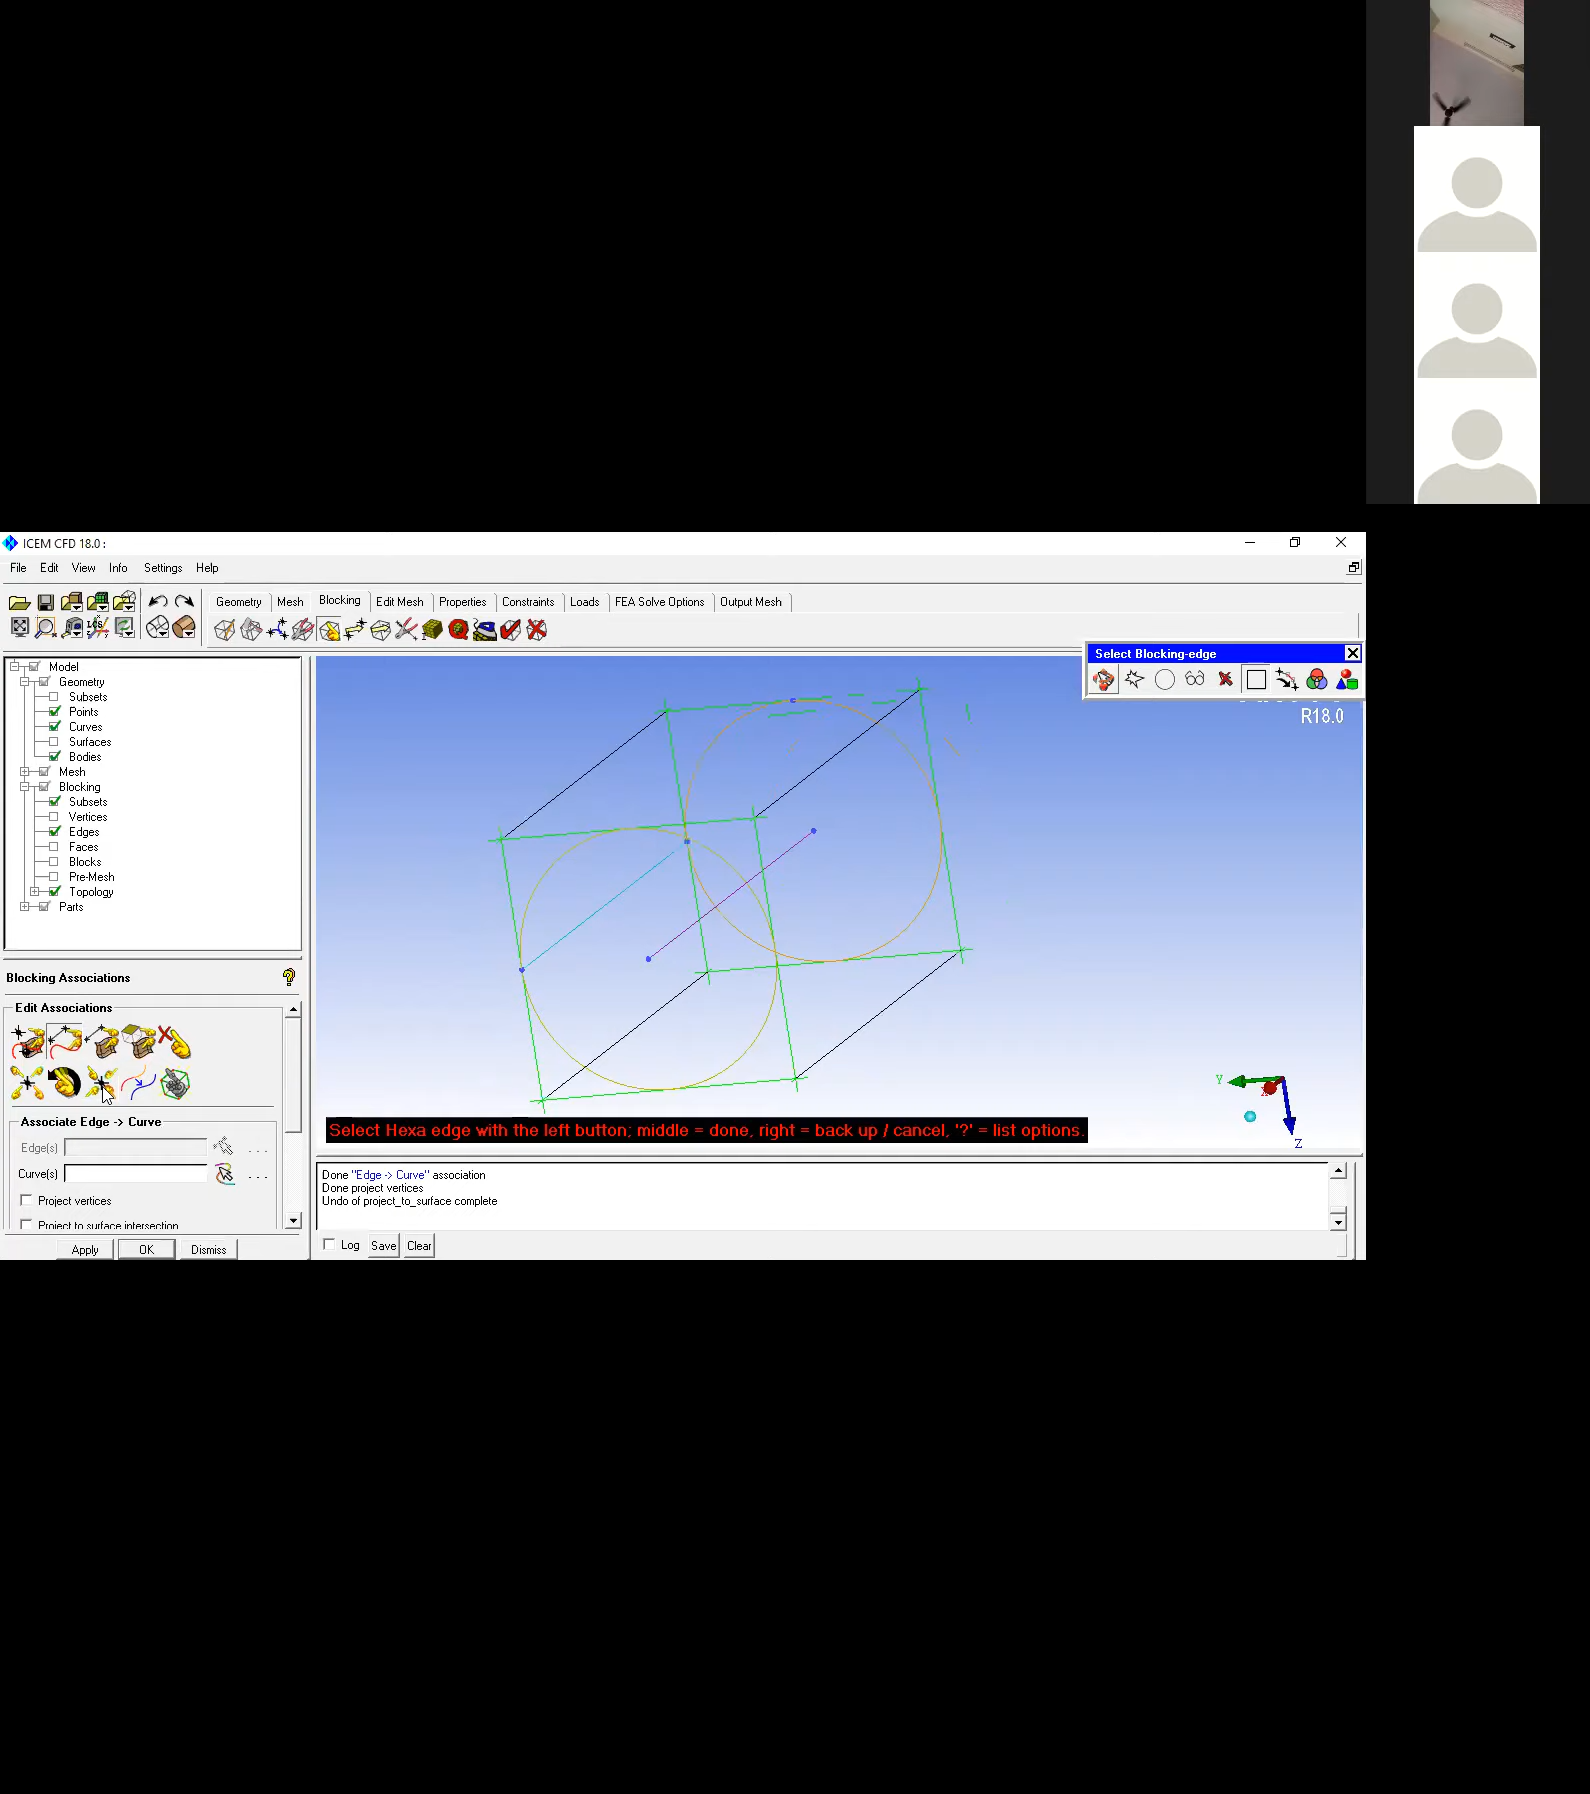 ICEM CFD 18.0 :
File Edit View Info Settings Help
Geometry Mesh Blocking Edit Mesh Properties Constraints Loads FEA Solve Options Output Mesh
Select Blocking-edge
R18.0
Model
Geometry
Subsets
Points
Curves
Surfaces
Bodies
Mesh
Blocking
Subsets
Vertices
Edges
Faces
Blocks
Pre-Mesh
Topology
Parts
Blocking Associations
Edit Associations
Associate Edge -> Curve
Edge(s) ...
Curve(s) ...
Project vertices
Project to surface intersection
Apply OK Dismiss
Y
X
Z
Select Hexa edge with the left button; middle = done, right = back up / cancel, '?' = list options.
Done "Edge -> Curve" association
Done project vertices
Undo of project_to_surface complete
Log Save Clear